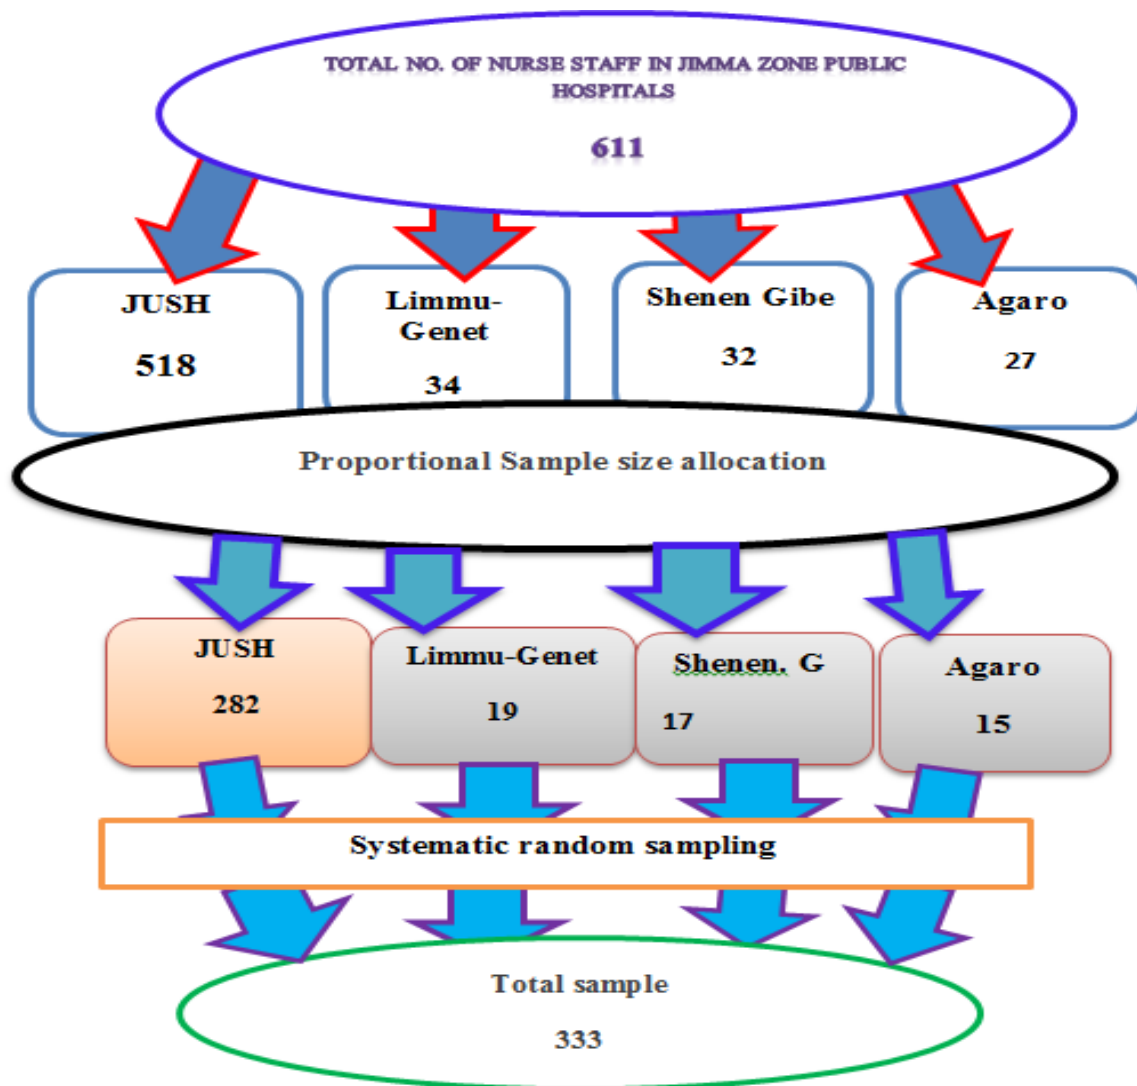 TOTAL NO. OF NURSE STAFF IN JIMMA ZONE PUBLIC
HOSPITALS
611
JUSH
518
Limmu-
Genet
34
Shenen Gibe
32
Agaro
27
Proportional Sample size allocation
JUSH
282
Limmu-Genet
19
Shenen. G
17
Agaro
15
Systematic random sampling
Total sample
333